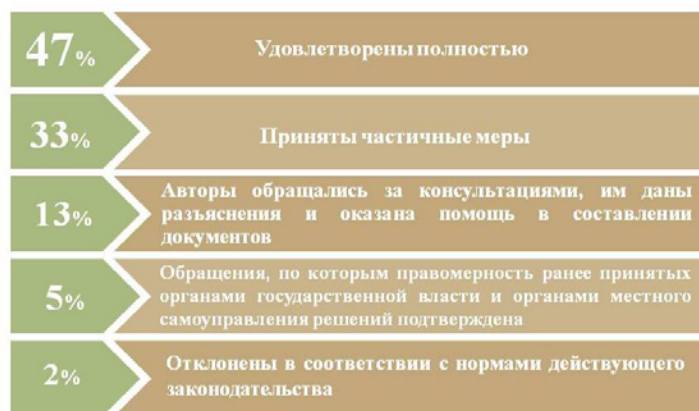 47% Удовлетворены полностью
33% Приняты частичные меры
13% Авторы обращались за консультациями, им даны
разъяснения и оказана помощь в составлении
документов
5% Обращения, по которым правомерность ранее принятых
органами государственной власти и органами местного
самоуправления решений подтверждена
2% Отклонены в соответствии с нормами действующего
законодательства